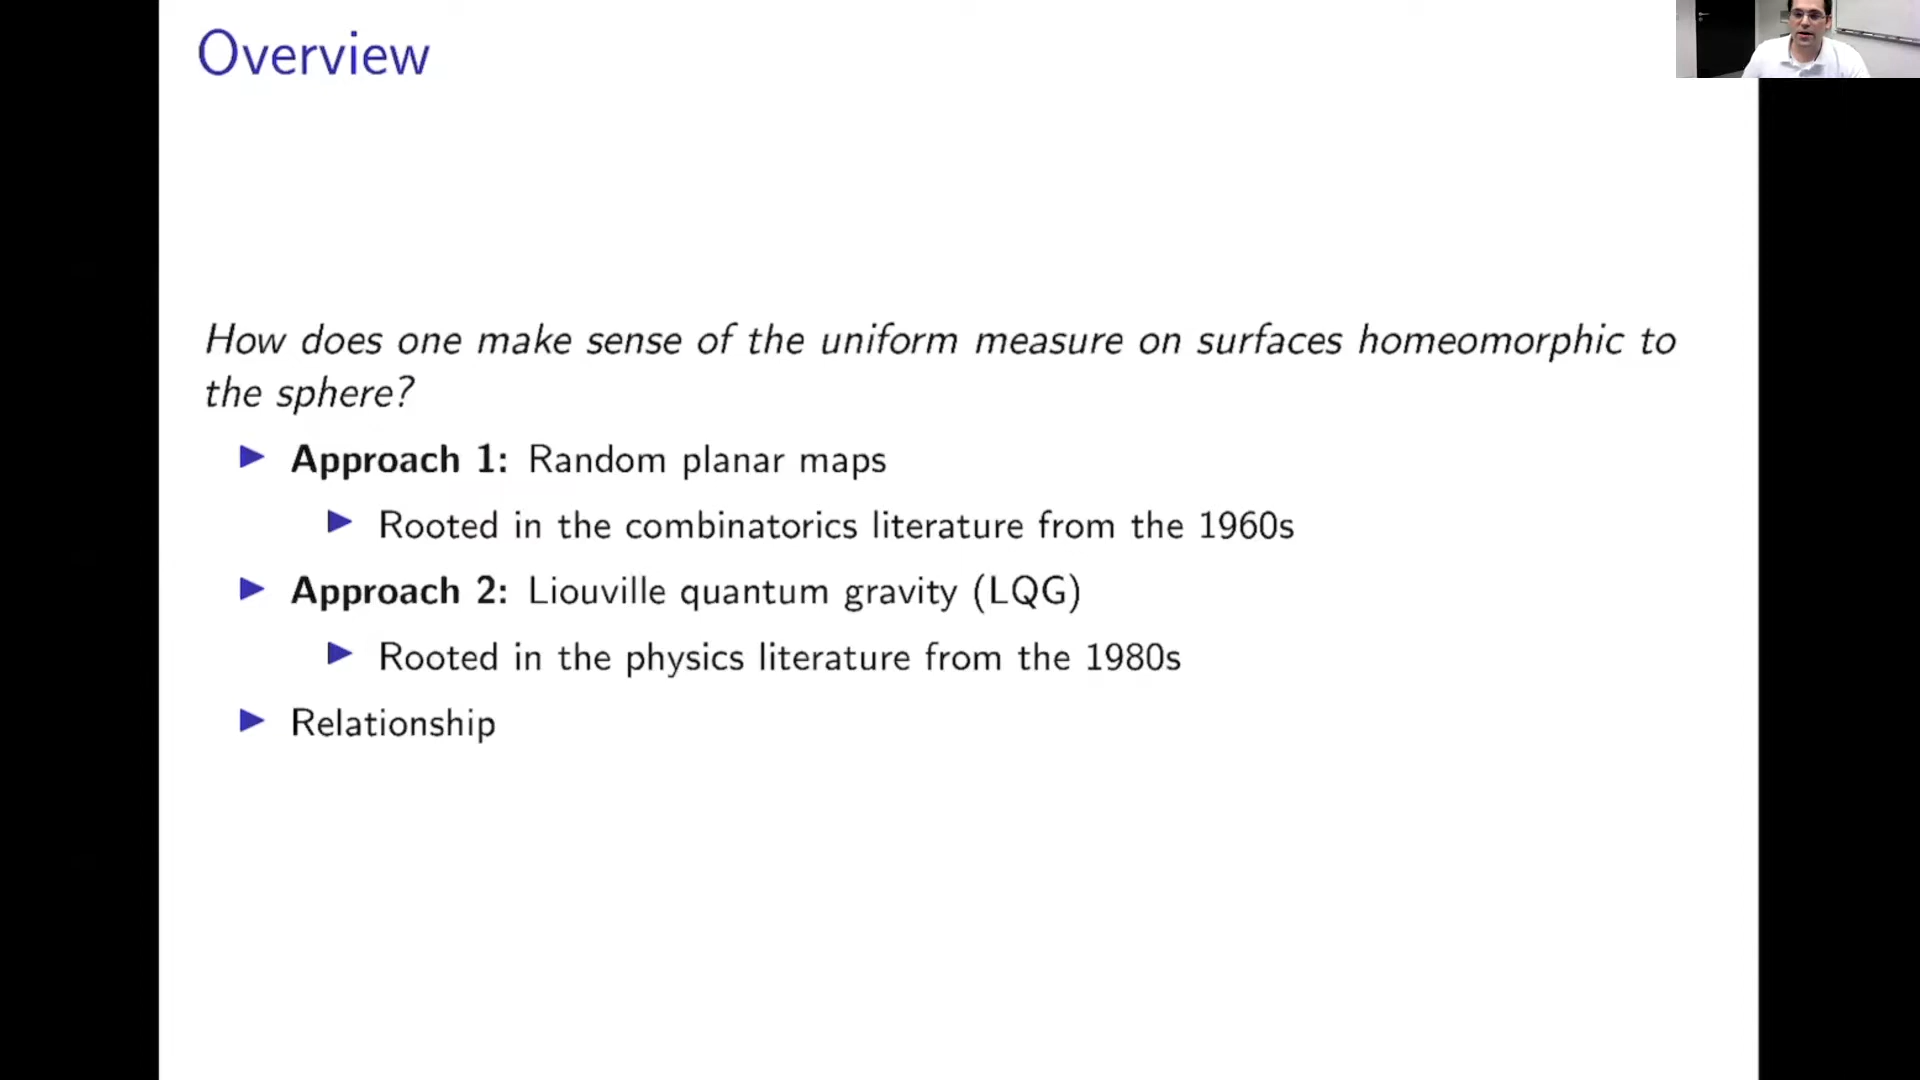 Overview
How does one make sense of the uniform measure on surfaces homeomorphic to
the sphere?
Approach 1: Random planar maps
Rooted in the combinatorics literature from the 1960s
Approach 2: Liouville quantum gravity (LQG)
Rooted in the physics literature from the 1980s
Relationship